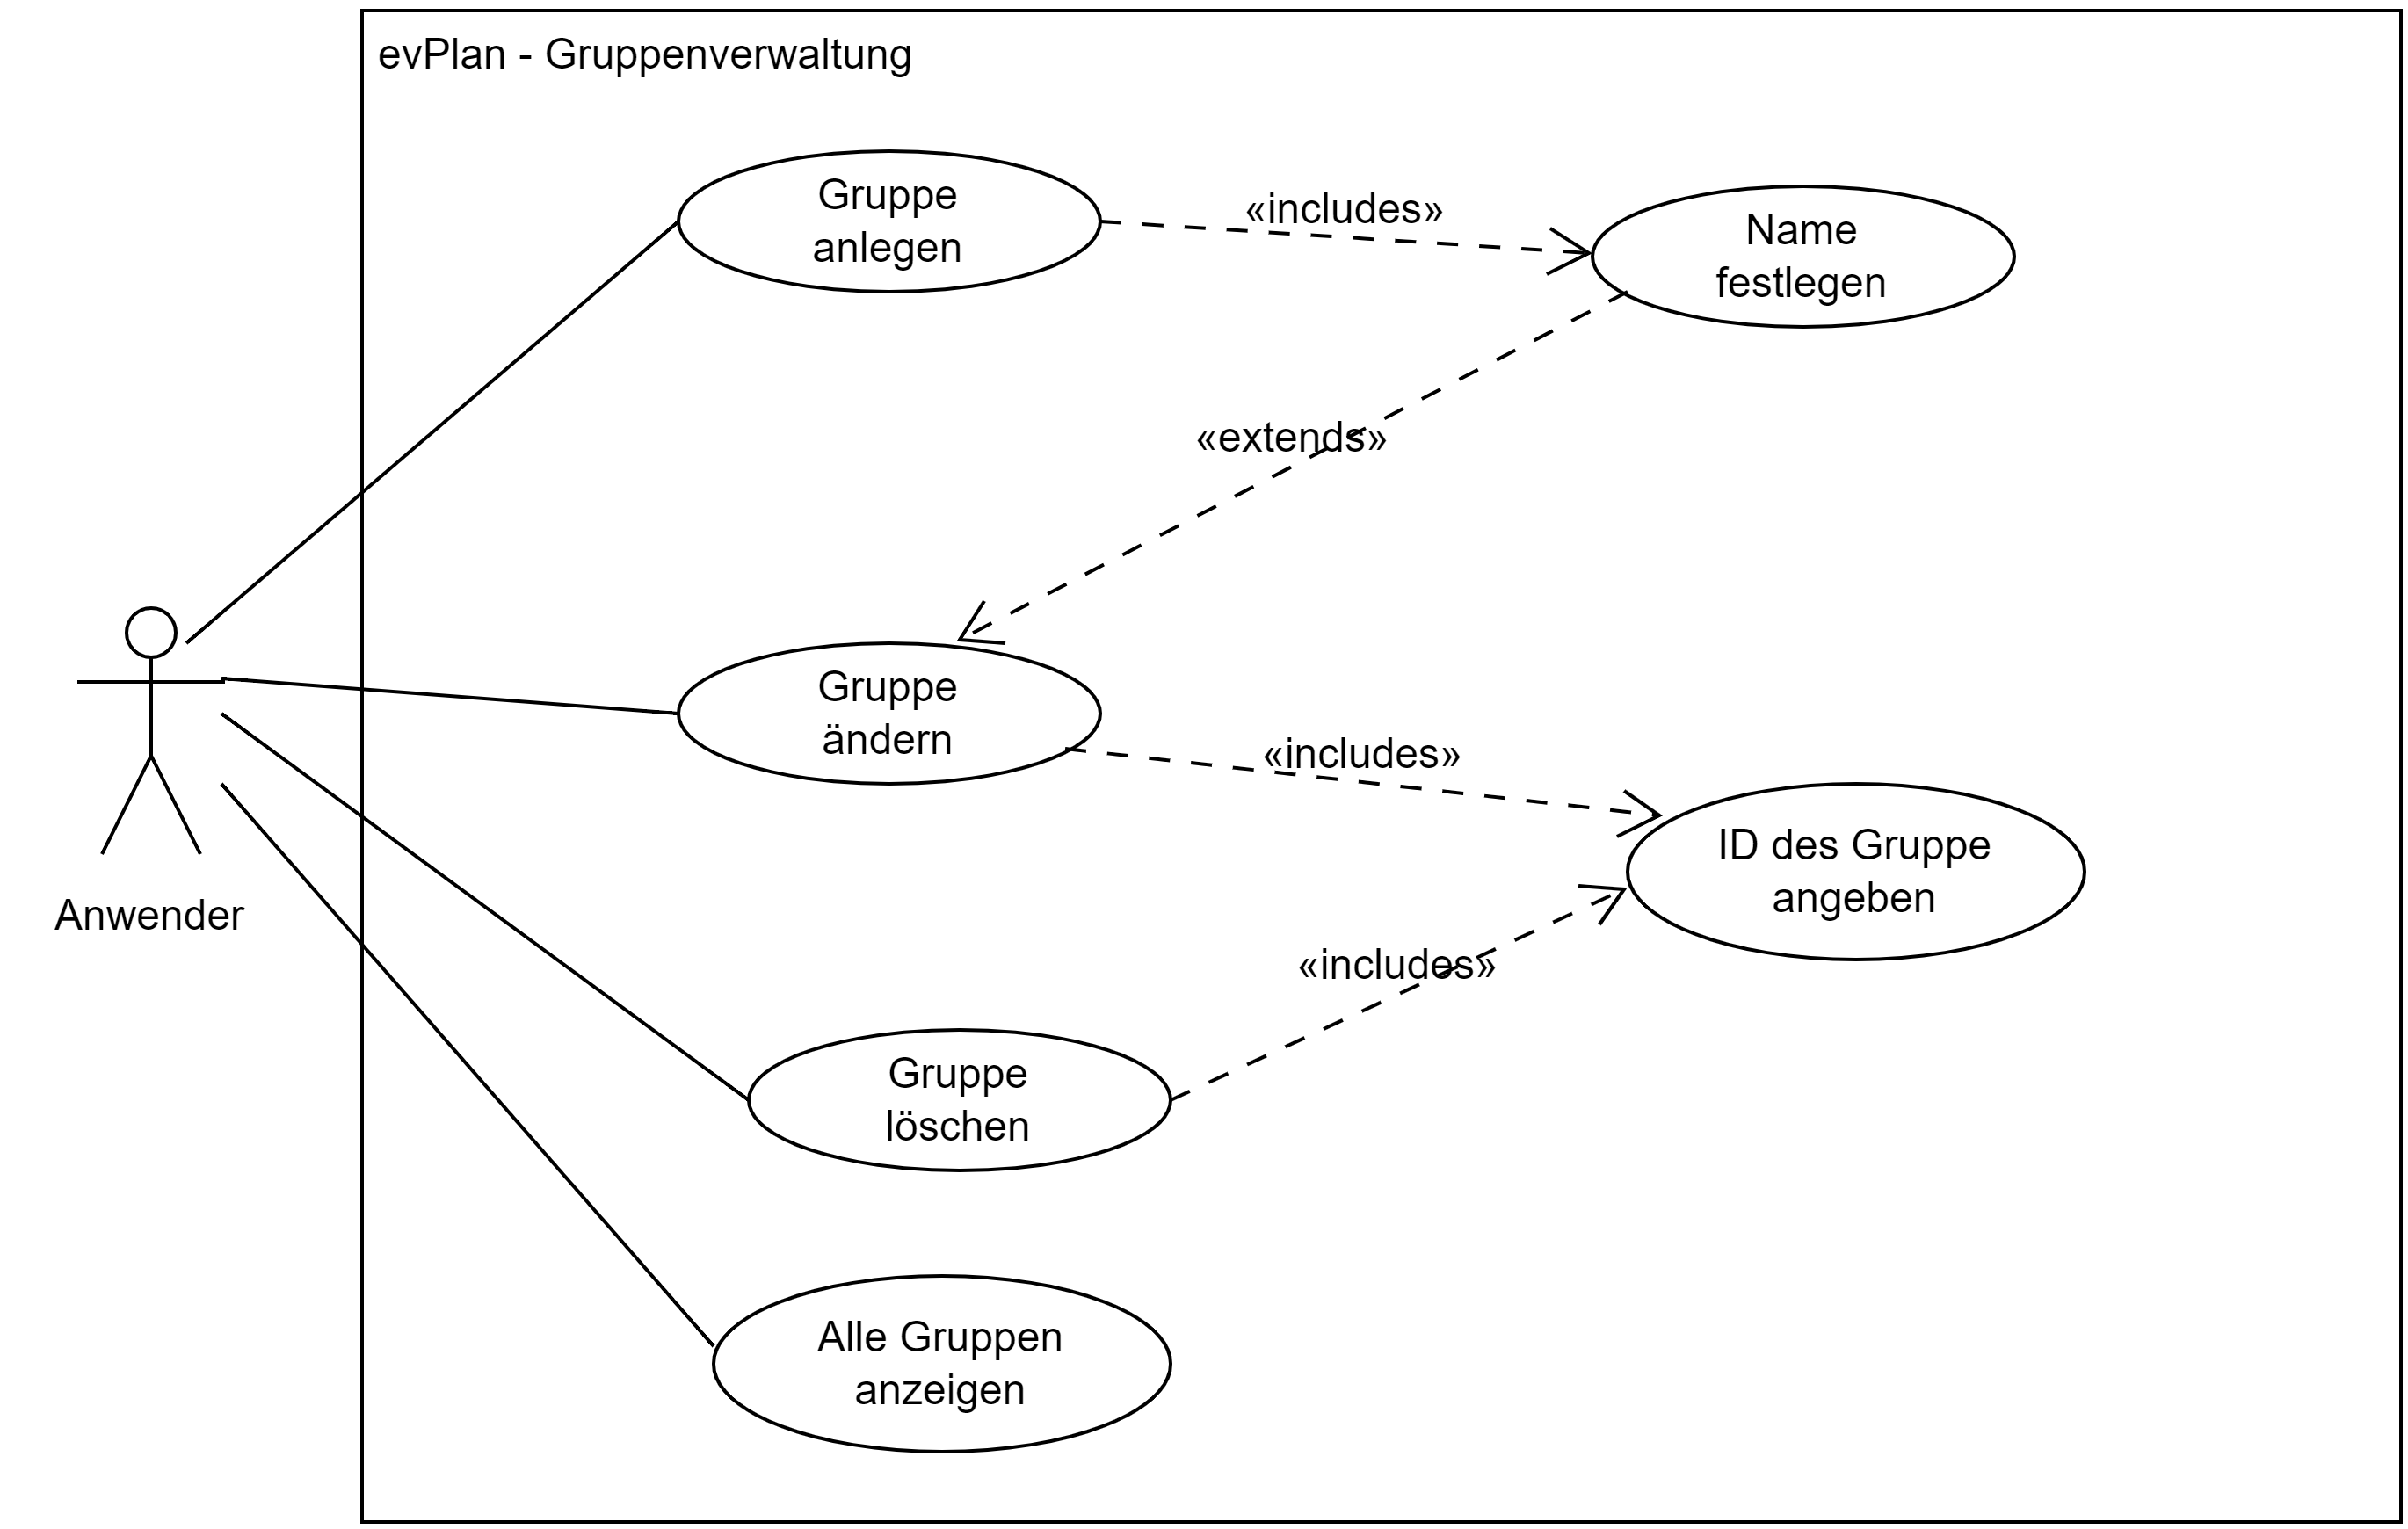 evPlan - Gruppenverwaltung
Gruppe
anlegen
«includes»
Name
festlegen
«extends»
Gruppe
ändern
«includes»
ID des Gruppe
angeben
Anwender
«includes»
Gruppe
löschen
Alle Gruppen
anzeigen